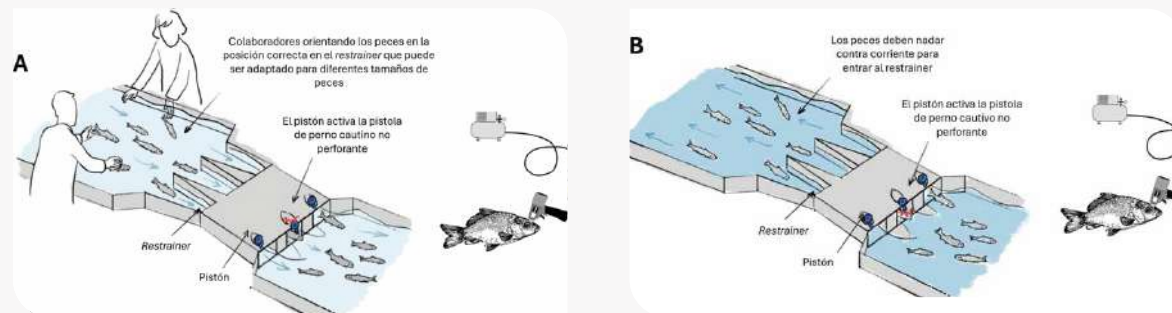 A
Colaboradores orientando los peces en la
posición correcta en el restrainer que puede
ser adaptado para diferentes tamaños de
peces
El pistón activa la pistola
de perno cautivo no
perforante
Restrainer
Pistón
B
Los peces deben nadar
contra corriente para
entrar al restrainer
El pistón activa la pistola
de perno cautivo no
perforante
Restrainer
Pistón